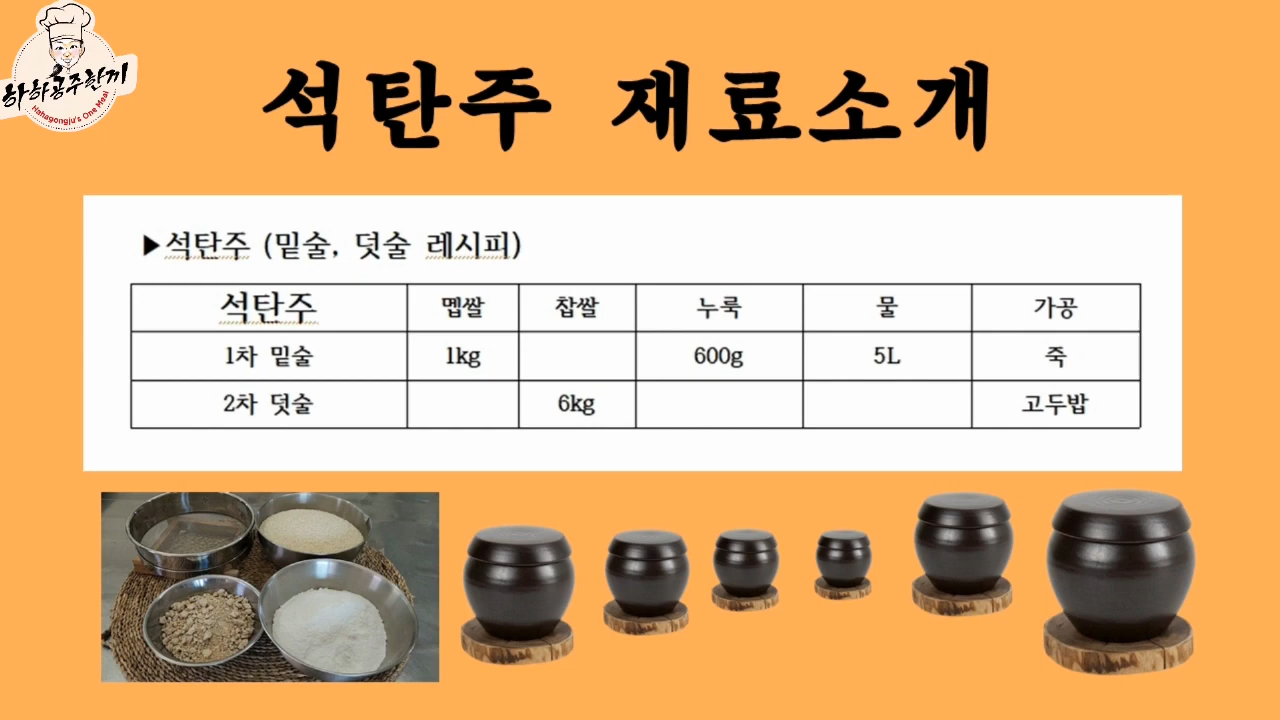 하하공주한끼
Hahagongju's One Meal
석탄주 재료소개
▶석탄주 (밑술, 덧술 레시피)
석탄주 멥쌀 찹쌀 누룩 물 가공
1차 밑술 1kg 600g 5L 죽
2차 덧술 6kg 고두밥